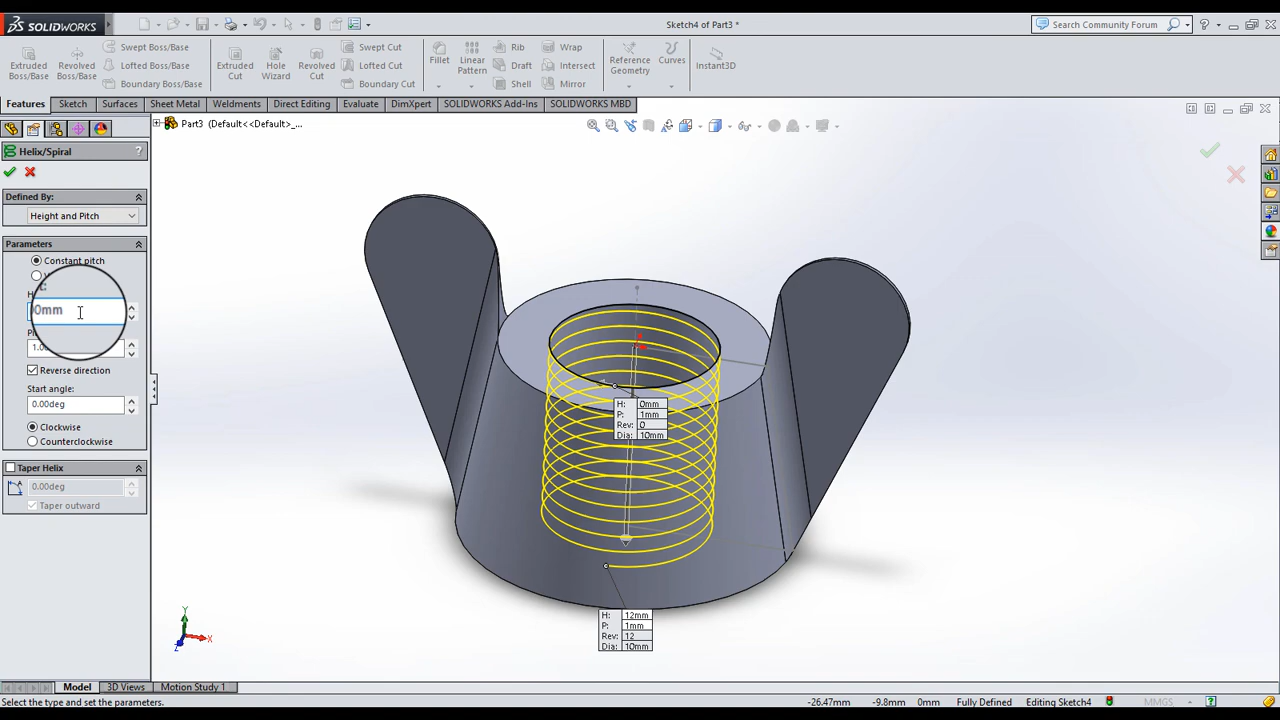 SOLIDWORKS
Sketch4 of Part3 *
Search Community Forum
Extruded Boss/Base
Revolved Boss/Base
Swept Boss/Base
Lofted Boss/Base
Boundary Boss/Base
Extruded Cut
Hole Wizard
Revolved Cut
Swept Cut
Lofted Cut
Boundary Cut
Fillet
Linear Pattern
Rib
Draft
Shell
Wrap
Intersect
Mirror
Reference Geometry
Curves
Instant3D
Features Sketch Surfaces Sheet Metal Weldments Direct Editing Evaluate DimXpert SOLIDWORKS Add-Ins SOLIDWORKS MBD
Part3 (Default<<Default>_...
Helix/Spiral
?
Defined By:
Height and Pitch
Parameters
Constant pitch
0mm
Reverse direction
Start angle:
0.00deg
Clockwise
Counterclockwise
Taper Helix
0.00deg
Taper outward
H: 0mm
P: 1mm
Rev: 0
Dia: 10mm
H: 12mm
P: 1mm
Rev: 12
Dia: 10mm
Y
X
Z
Model 3D Views Motion Study 1
Select the type and set the parameters.
-26.47mm -9.8mm 0mm Fully Defined Editing Sketch4 MMGS